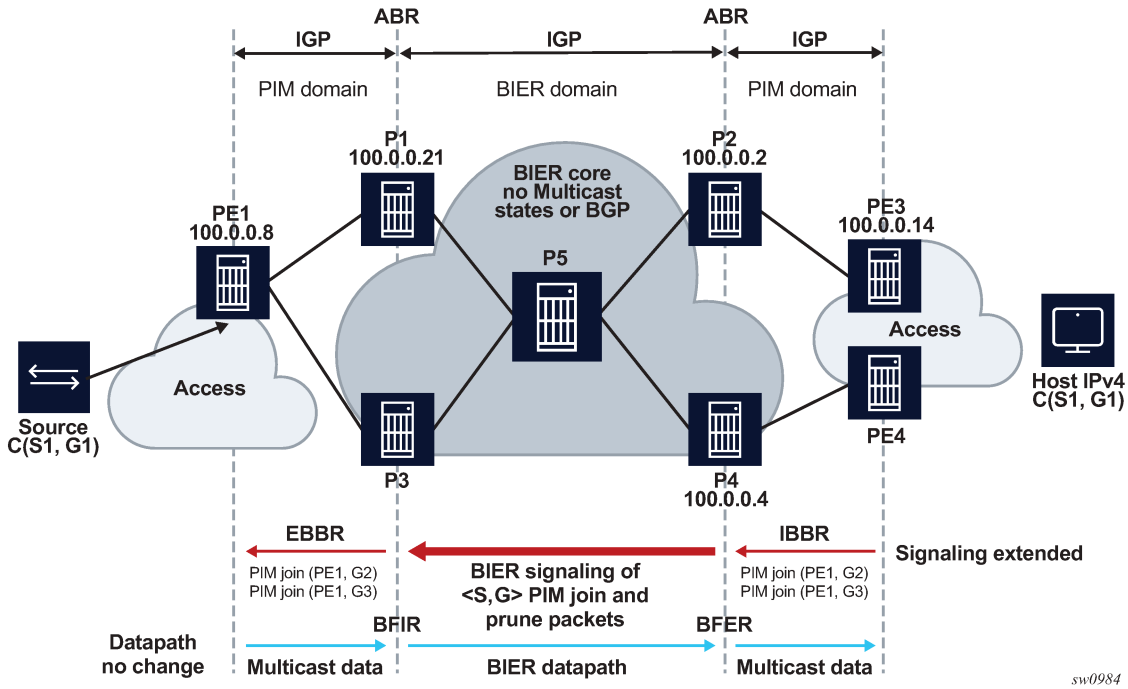 ABR
ABR
IGP
IGP
IGP
PIM domain
BIER domain
PIM domain
P1
100.0.0.21
P2
100.0.0.2
BIER core
no Multicast
states or BGP
PE1
100.0.0.8
PE3
100.0.0.14
P5
Access
Access
Source
C(S1, G1)
Host IPv4
C(S1, G1)
P3
P4
100.0.0.4
PE4
EBBR
IBBR
Signaling extended
PIM join (PE1, G2)
PIM join (PE1, G3)
BIER signaling of
<S,G> PIM join and
prune packets
PIM join (PE1, G2)
PIM join (PE1, G3)
BFIR
BFER
Datapath
no change
Multicast data
BIER datapath
Multicast data
sw0984